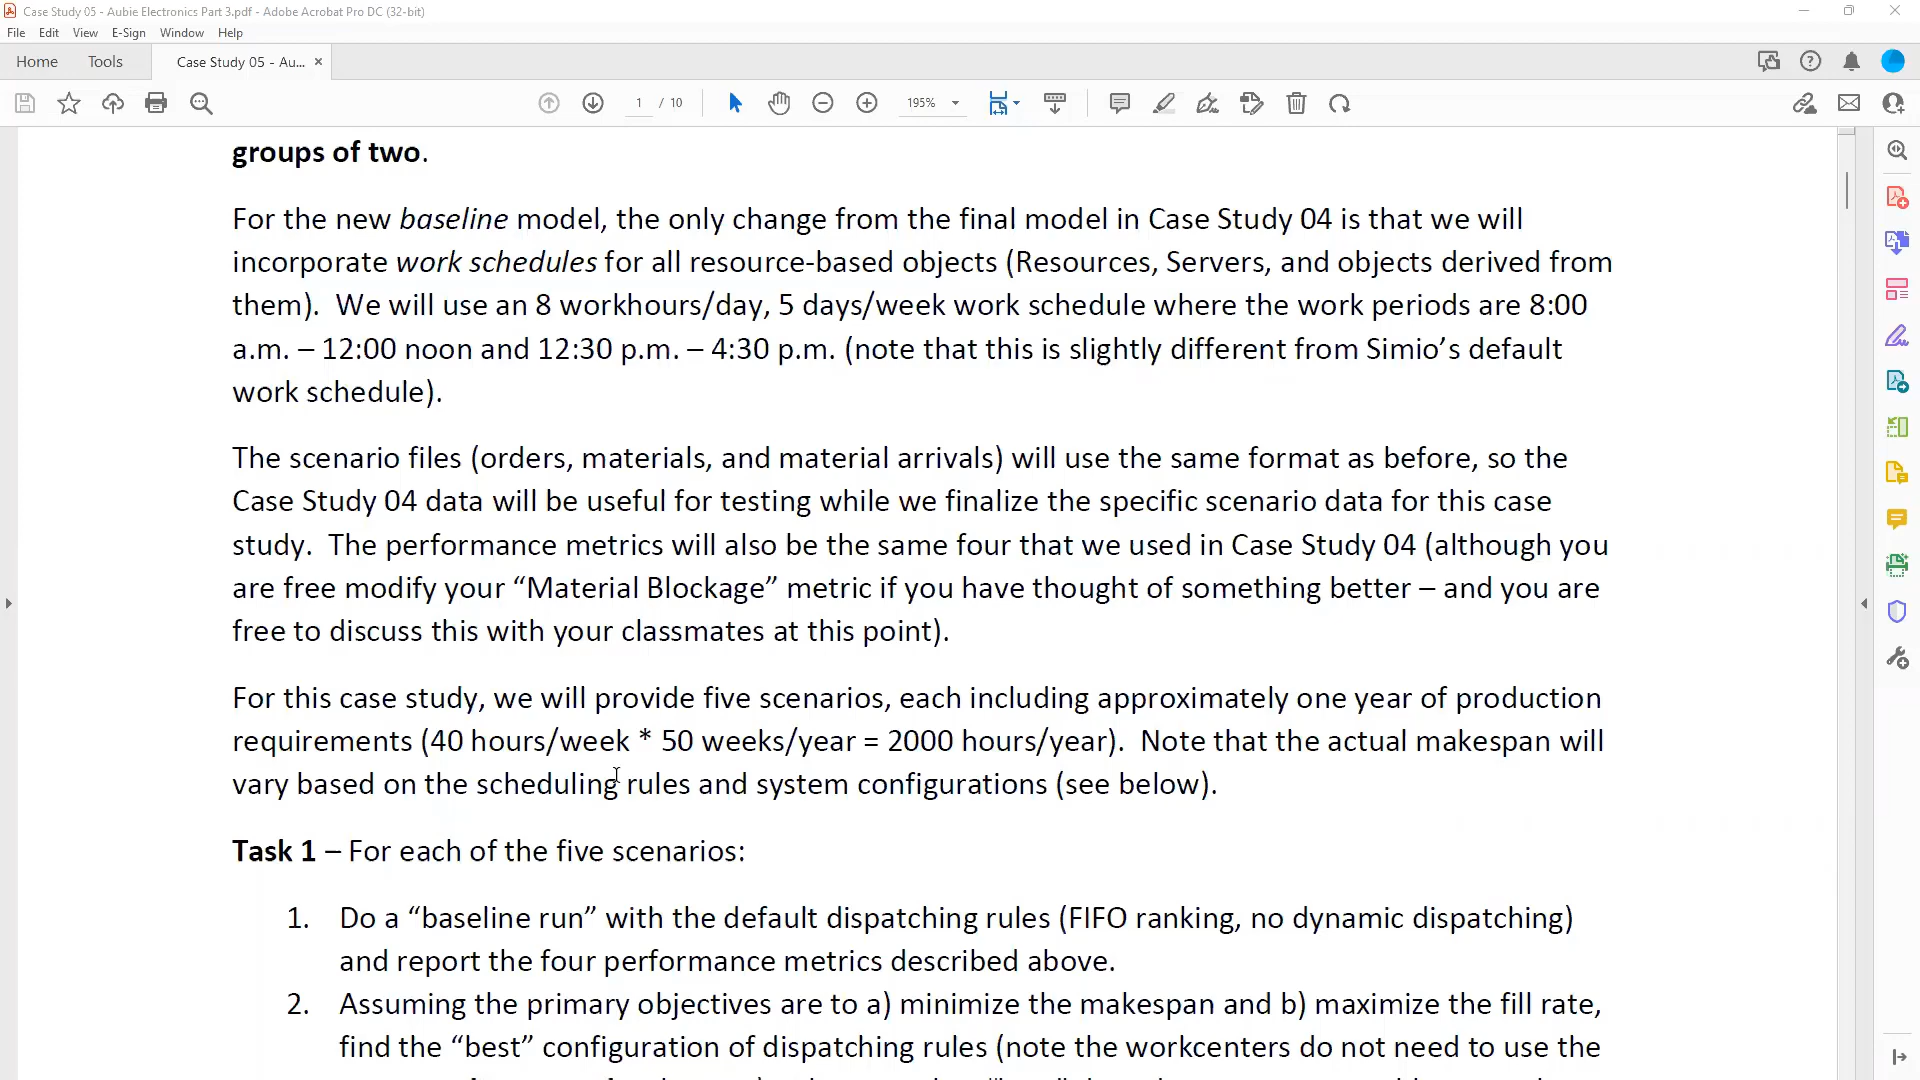 Case Study 05 - Aubie Electronics Part 3.pdf - Adobe Acrobat Pro DC (32-bit)
File Edit View E-Sign Window Help
Home Tools Case Study 05 - Au... ×
1 / 10 195%
groups of two.
For the new baseline model, the only change from the final model in Case Study 04 is that we will
incorporate work schedules for all resource-based objects (Resources, Servers, and objects derived from
them). We will use an 8 workhours/day, 5 days/week work schedule where the work periods are 8:00
a.m. – 12:00 noon and 12:30 p.m. – 4:30 p.m. (note that this is slightly different from Simio’s default
work schedule).
The scenario files (orders, materials, and material arrivals) will use the same format as before, so the
Case Study 04 data will be useful for testing while we finalize the specific scenario data for this case
study. The performance metrics will also be the same four that we used in Case Study 04 (although you
are free modify your “Material Blockage” metric if you have thought of something better – and you are
free to discuss this with your classmates at this point).
For this case study, we will provide five scenarios, each including approximately one year of production
requirements (40 hours/week * 50 weeks/year = 2000 hours/year). Note that the actual makespan will
vary based on the scheduling rules and system configurations (see below).
Task 1 – For each of the five scenarios:
1. Do a “baseline run” with the default dispatching rules (FIFO ranking, no dynamic dispatching)
and report the four performance metrics described above.
2. Assuming the primary objectives are to a) minimize the makespan and b) maximize the fill rate,
find the “best” configuration of dispatching rules (note the workcenters do not need to use the